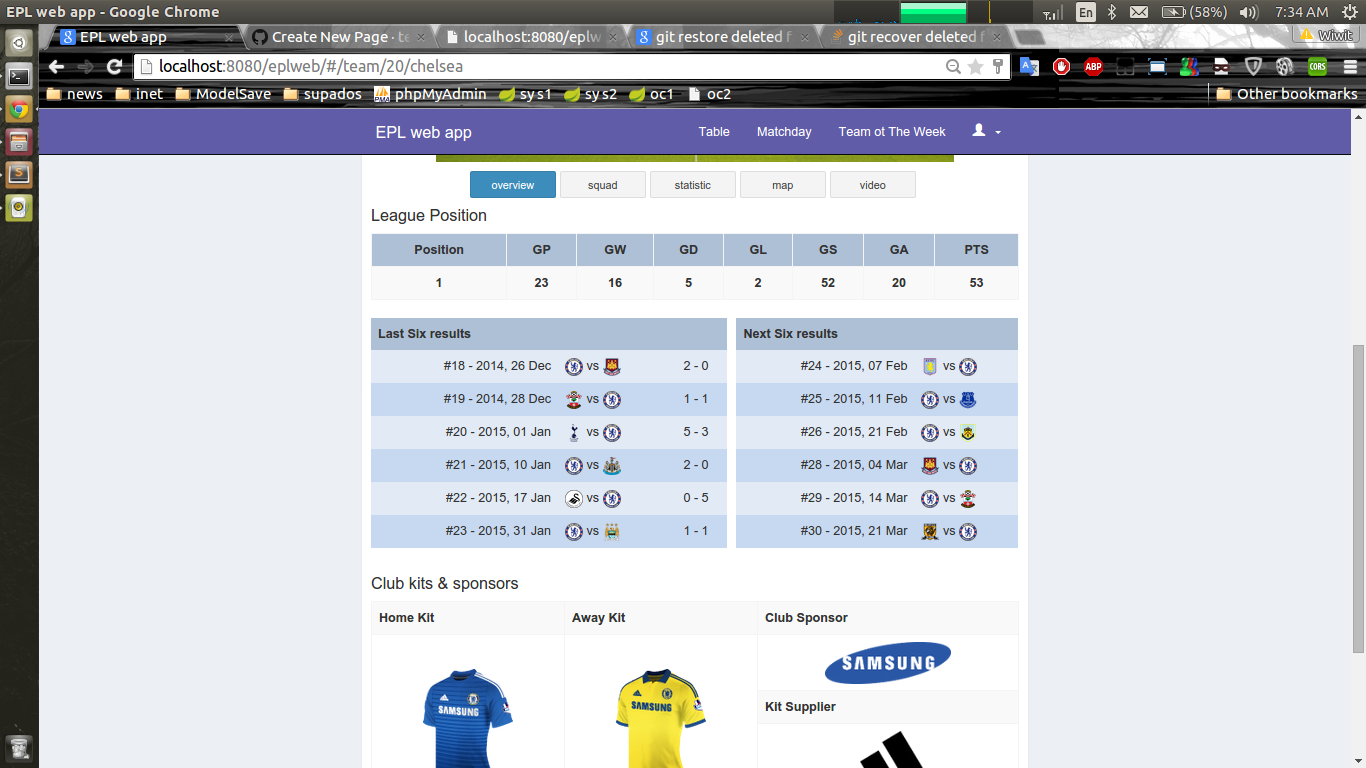 EPL web app - Google Chrome
En (58%) 7:34 AM
EPL web app Create New Page · te localhost:8080/eplw git restore deleted f git recover deleted f Wiwit
localhost:8080/eplweb/#/team/20/chelsea ABP CORS
news inet ModelSave supados phpMyAdmin sys1 sys2 oc1 oc2 Other bookmarks
EPL web app Table Matchday Team ot The Week
overview squad statistic map video
League Position
Position GP GW GD GL GS GA PTS
1 23 16 5 2 52 20 53
Last Six results
#18 - 2014, 26 Dec vs 2 - 0
#19 - 2014, 28 Dec vs 1 - 1
#20 - 2015, 01 Jan vs 5 - 3
#21 - 2015, 10 Jan vs 2 - 0
#22 - 2015, 17 Jan vs 0 - 5
#23 - 2015, 31 Jan vs 1 - 1
Next Six results
#24 - 2015, 07 Feb vs
#25 - 2015, 11 Feb vs
#26 - 2015, 21 Feb vs
#28 - 2015, 04 Mar vs
#29 - 2015, 14 Mar vs
#30 - 2015, 21 Mar vs
Club kits & sponsors
Home Kit Away Kit Club Sponsor
SAMSUNG
Kit Supplier
SAMSUNG SAMSUNG